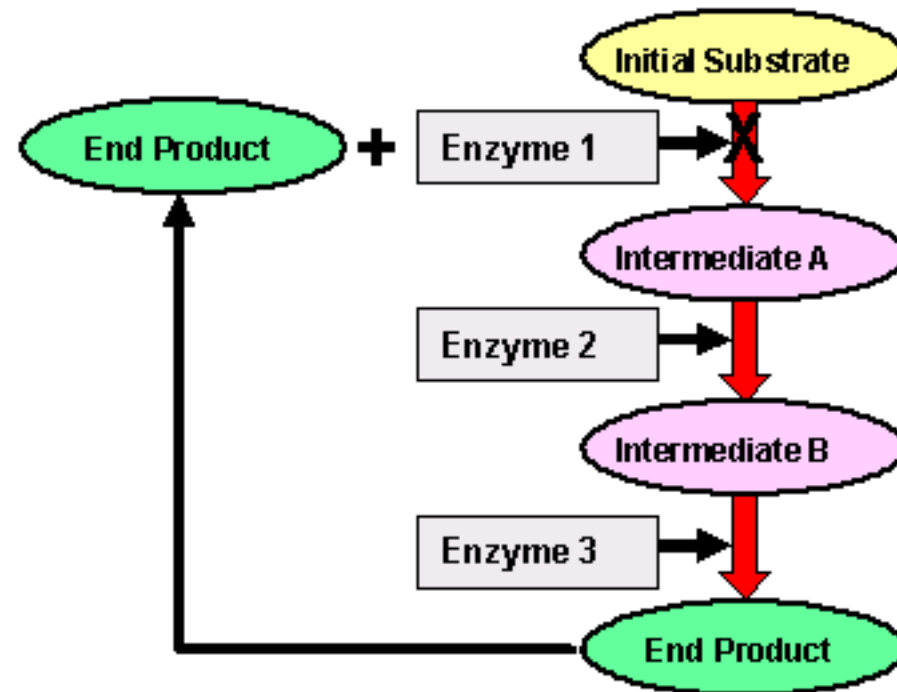 Initial Substrate
End Product + Enzyme 1
X
Intermediate A
Enzyme 2
Intermediate B
Enzyme 3
End Product